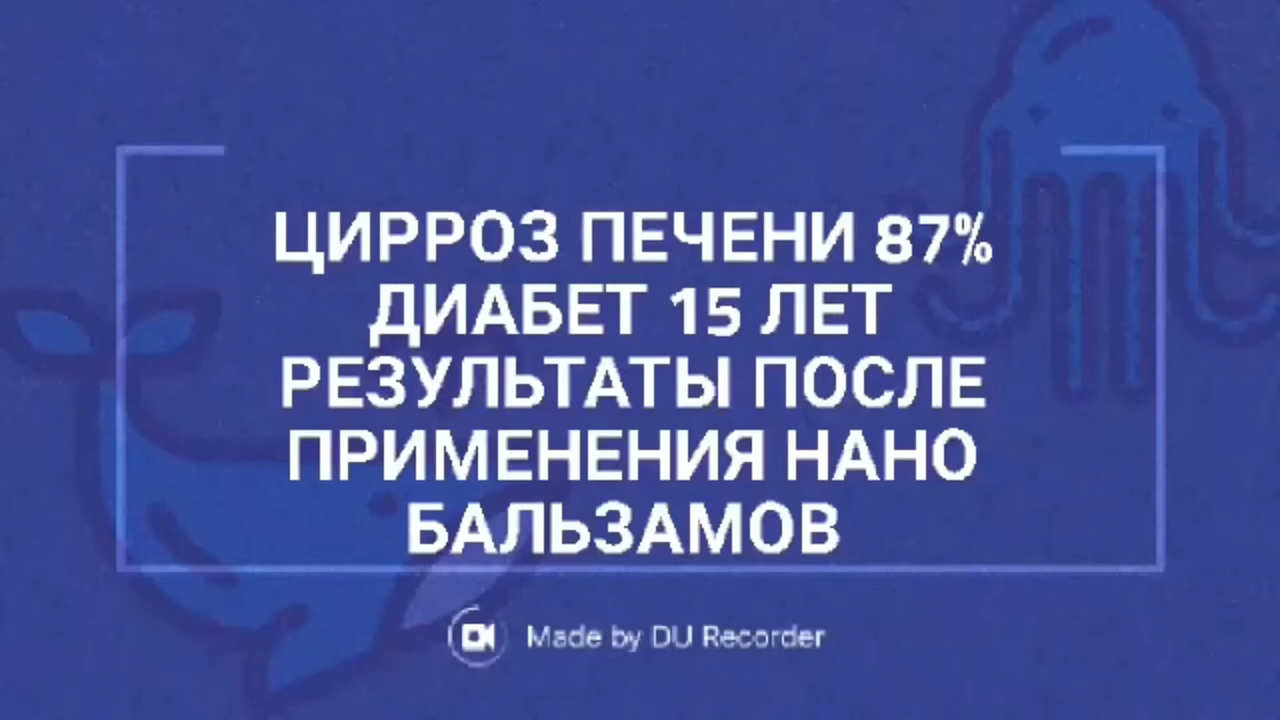 ЦИРРОЗ ПЕЧЕНИ 87%
ДИАБЕТ 15 ЛЕТ
РЕЗУЛЬТАТЫ ПОСЛЕ
ПРИМЕНЕНИЯ НАНО
БАЛЬЗАМОВ
Made by DU Recorder